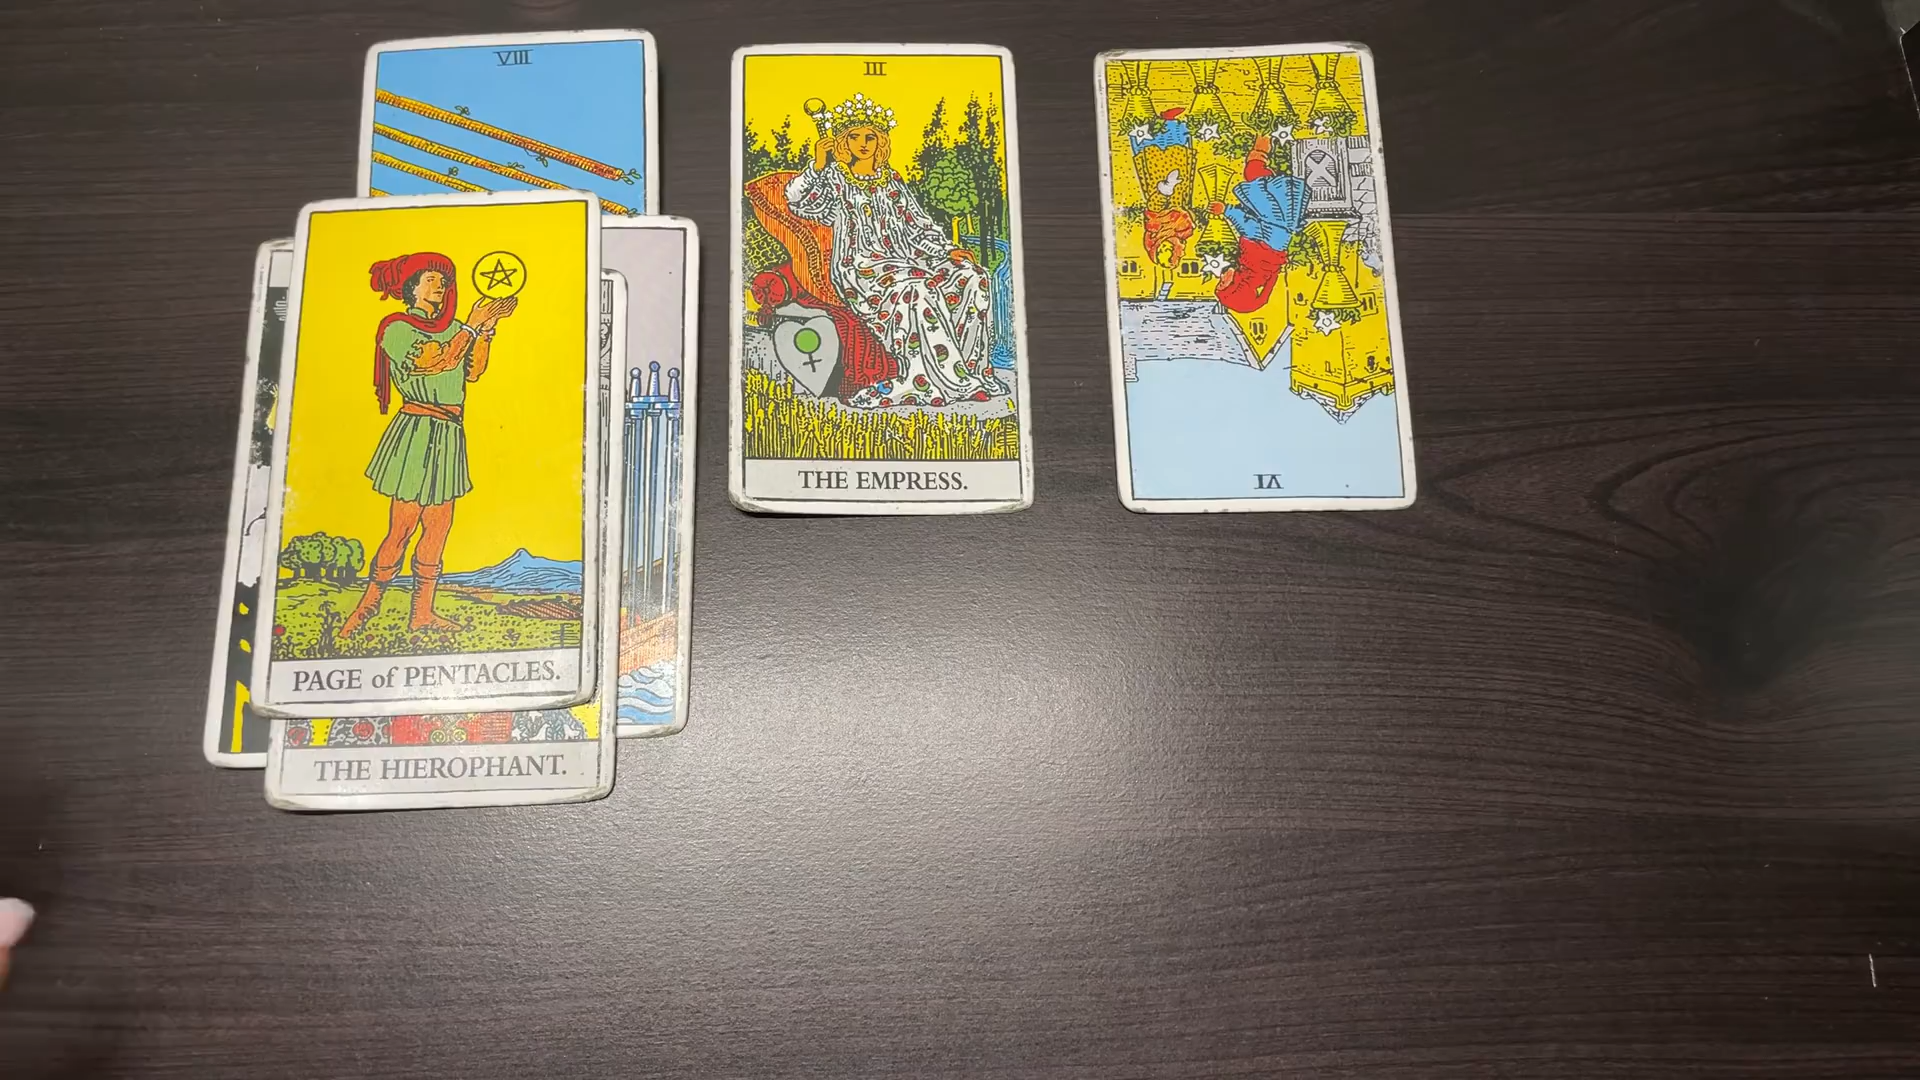 VIII
III
VI
PAGE of PENTACLES.
THE EMPRESS.
THE HIEROPHANT.